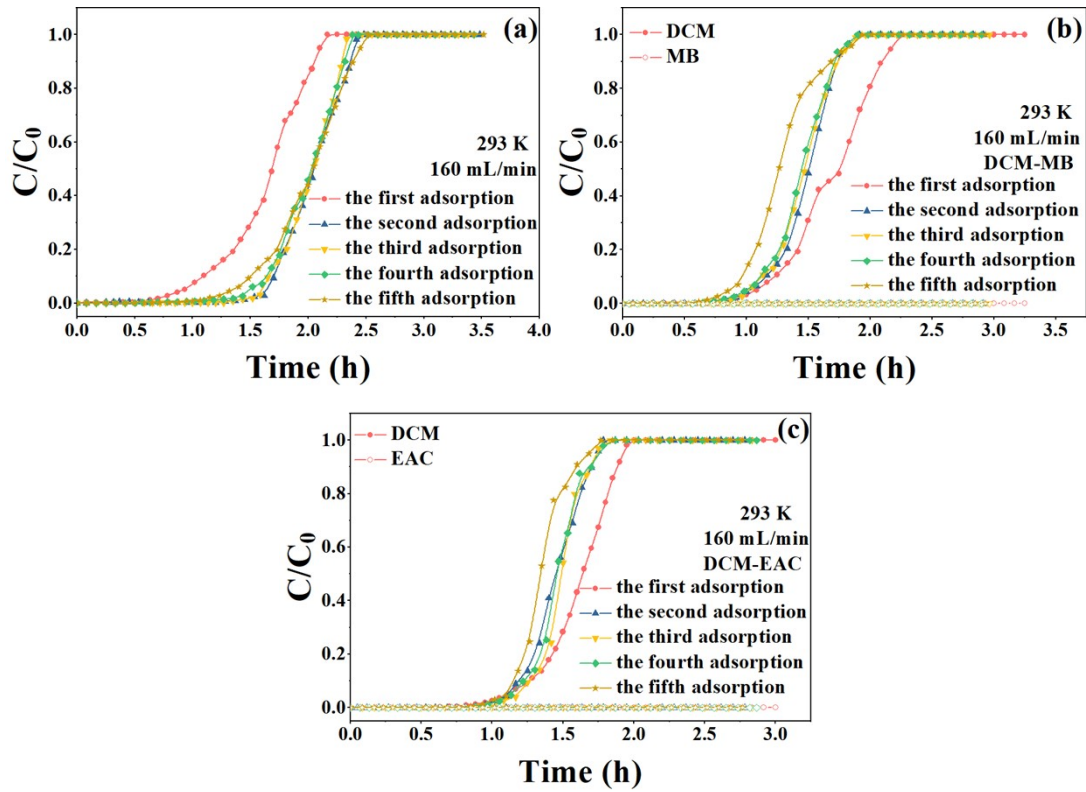 (a)
1.0
0.8
0.6
0.4
0.2
0.0
C/C₀
293 K
160 mL/min
the first adsorption
the second adsorption
the third adsorption
the fourth adsorption
the fifth adsorption
0.0 0.5 1.0 1.5 2.0 2.5 3.0 3.5 4.0
Time (h)
(b)
DCM
MB
1.0
0.8
0.6
0.4
0.2
0.0
C/C₀
293 K
160 mL/min
DCM-MB
the first adsorption
the second adsorption
the third adsorption
the fourth adsorption
the fifth adsorption
0.0 0.5 1.0 1.5 2.0 2.5 3.0 3.5
Time (h)
(c)
DCM
EAC
1.0
0.8
0.6
0.4
0.2
0.0
C/C₀
293 K
160 mL/min
DCM-EAC
the first adsorption
the second adsorption
the third adsorption
the fourth adsorption
the fifth adsorption
0.0 0.5 1.0 1.5 2.0 2.5 3.0
Time (h)